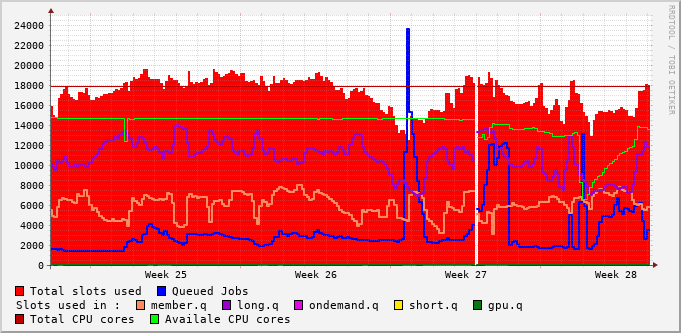 24000
22000
20000
18000
16000
14000
12000
10000
8000
6000
4000
2000
0
Week 25 Week 26 Week 27 Week 28
Total slots used Queued Jobs
Slots used in : member.q long.q ondemand.q short.q gpu.q
Total CPU cores Availale CPU cores
RRDTOOL / TOBI OETIKER